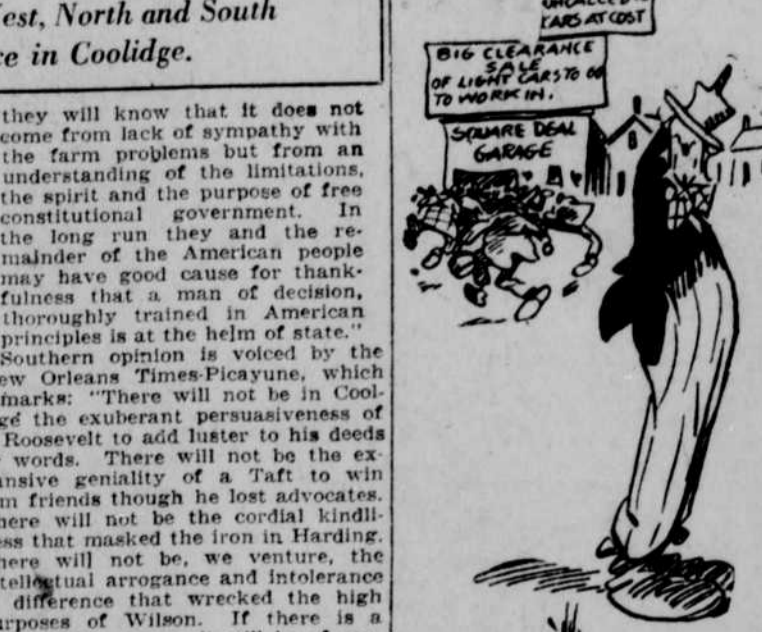 est, North and South
e in Coolidge.
they will know that it does not
come from lack of sympathy with
the farm problems but from an
understanding of the limitations,
the spirit and the purpose of free
constitutional government. In
the long run they and the re-
mainder of the American people
may have good cause for thank-
fulness that a man of decision,
thoroughly trained in American
principles is at the helm of state."
Southern opinion is voiced by the
ew Orleans Times-Picayune, which
marks: "There will not be in Cool-
ge the exuberant persuasiveness of
Roosevelt to add luster to his deeds
words. There will not be the ex-
ansive geniality of a Taft to win
m friends though he lost advocates.
here will not be the cordial kindli-
ess that masked the iron in Harding.
here will not be, we venture, the
tellectual arrogance and intolerance
difference that wrecked the high
urposes of Wilson. If there is a
CARS AT COST
BIG CLEARANCE
SALE
OF LIGHT CARS TO GO
TO WORK IN.
SQUARE DEAL
GARAGE